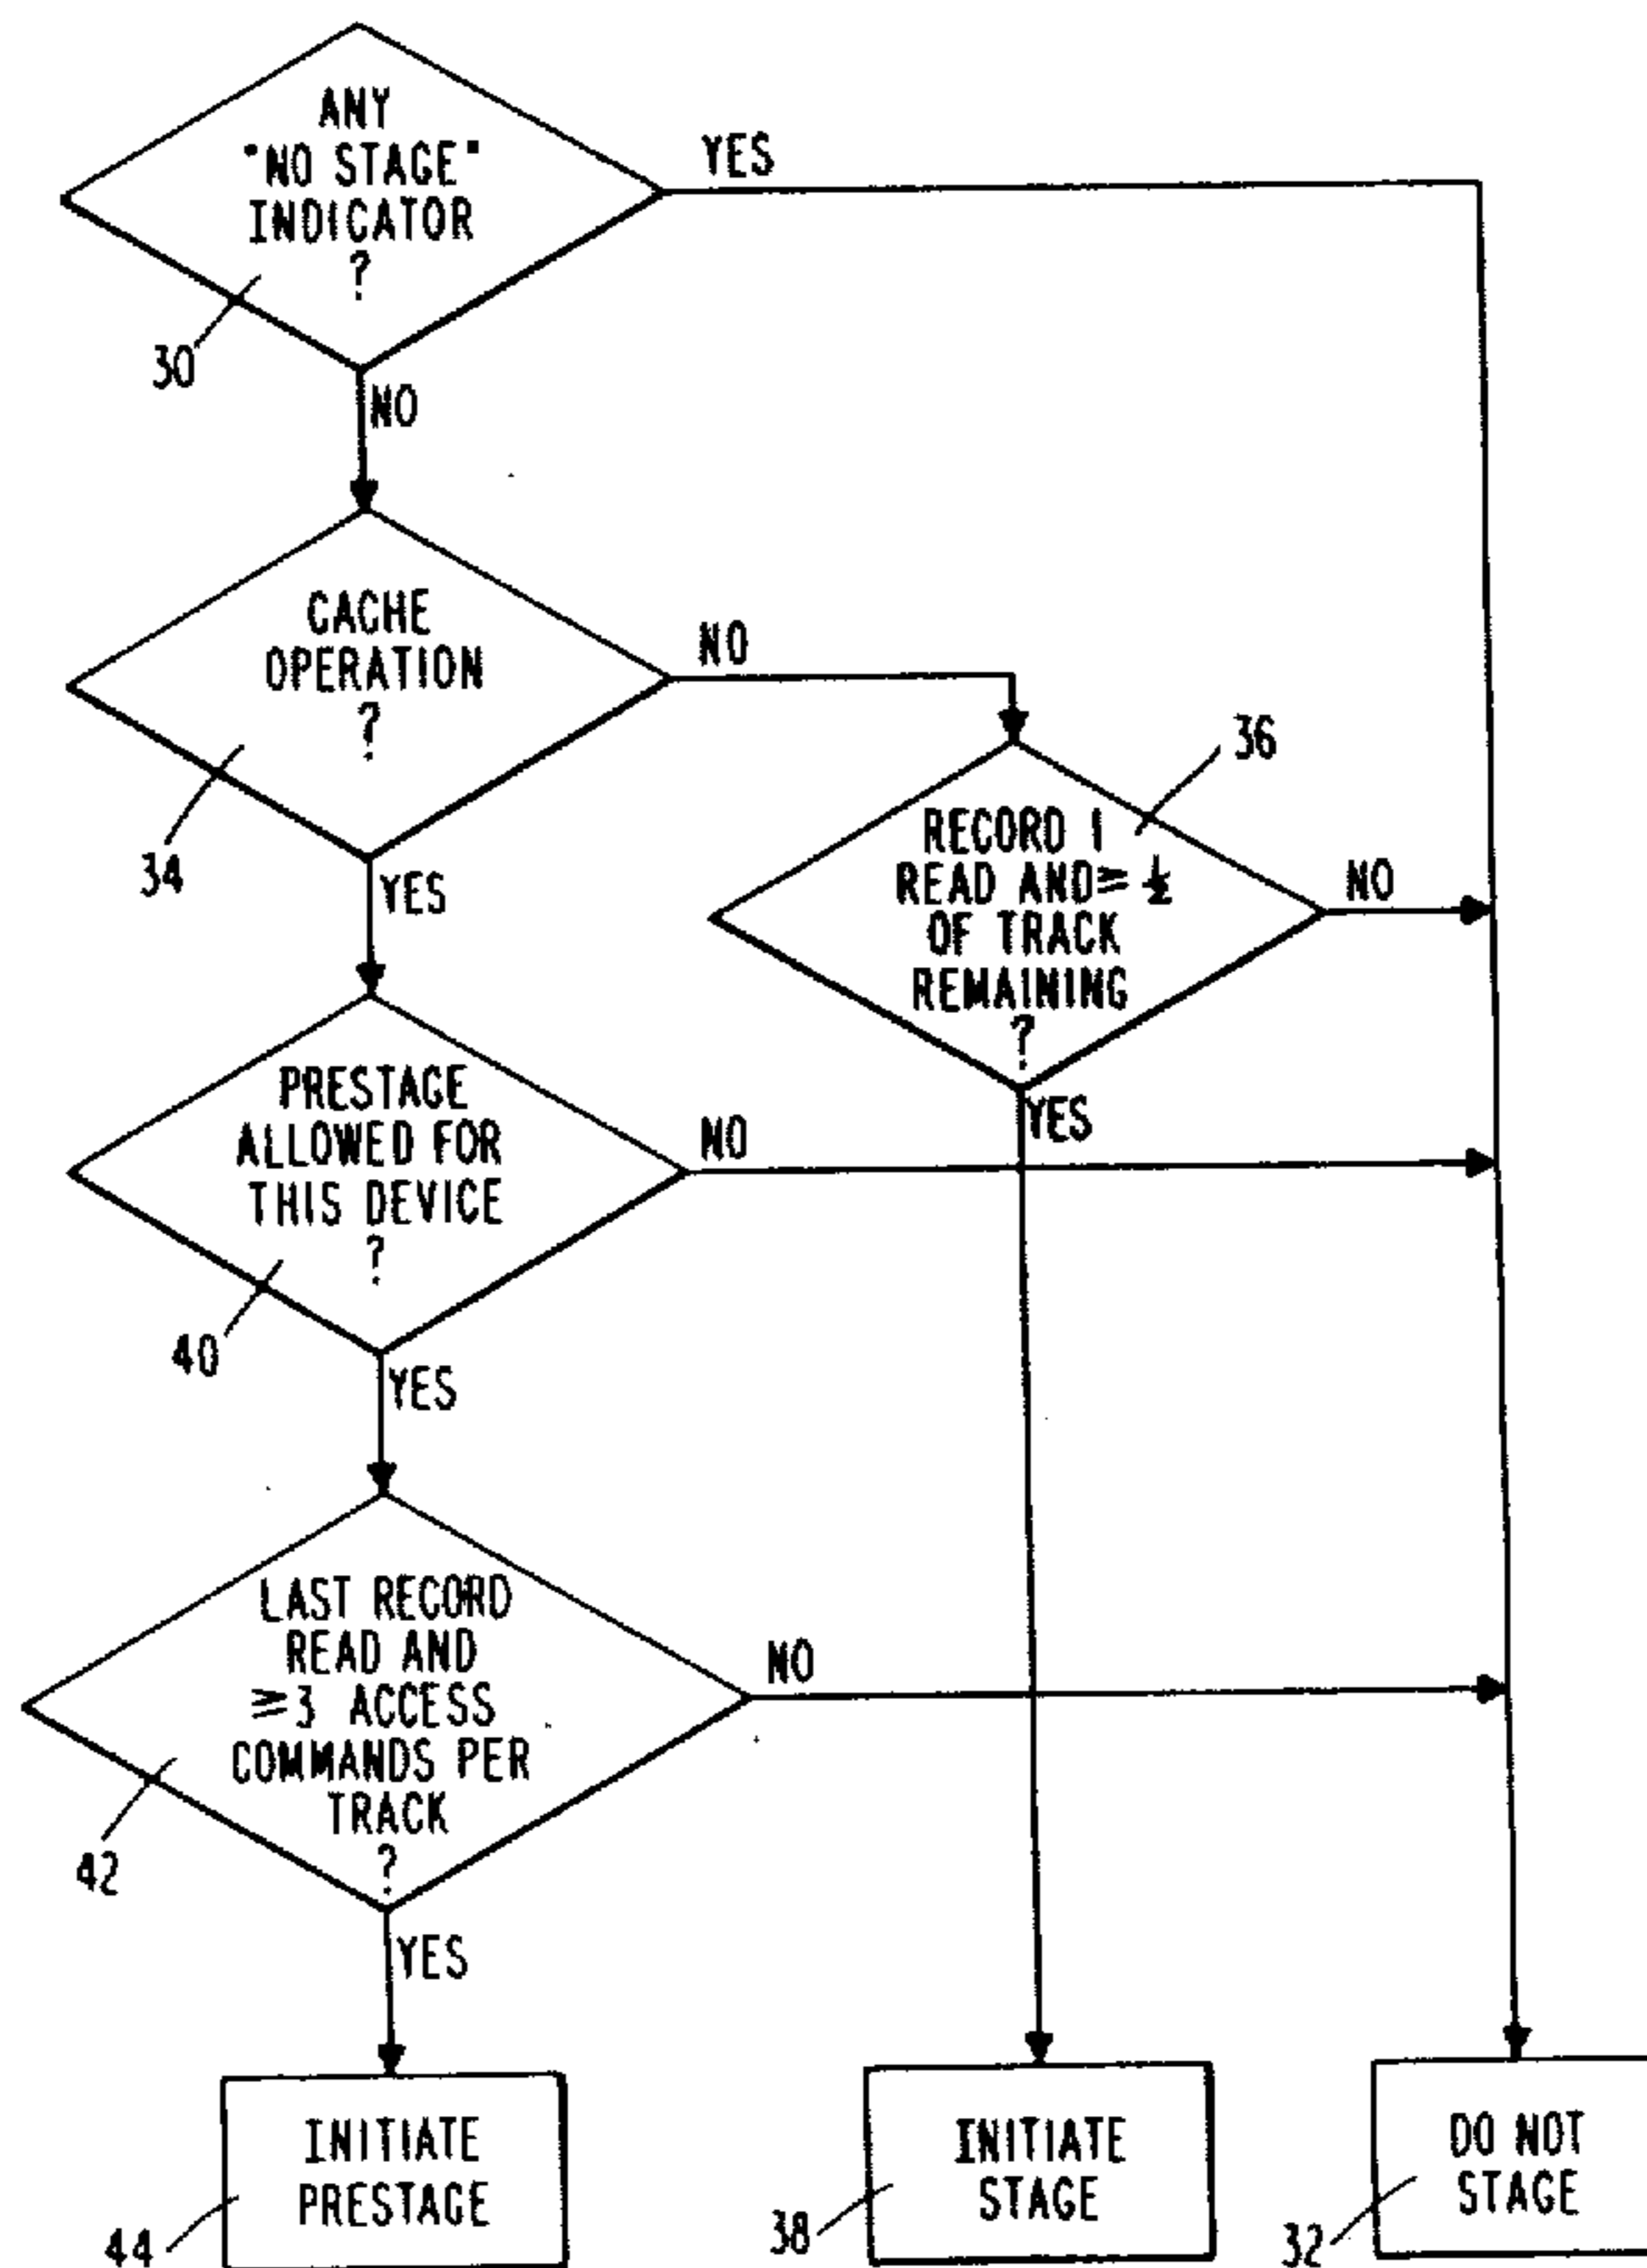 ANY
"NO STAGE"
INDICATOR
?
YES
30
NO
CACHE
OPERATION
?
NO
34
YES
36
RECORD 1
READ AND ≥ ½
OF TRACK
REMAINING
?
NO
YES
PRESTAGE
ALLOWED FOR
THIS DEVICE
?
NO
40
YES
LAST RECORD
READ AND
≥3 ACCESS
COMMANDS PER
TRACK
?
NO
42
YES
INITIATE
PRESTAGE
44
INITIATE
STAGE
38
DO NOT
STAGE
32